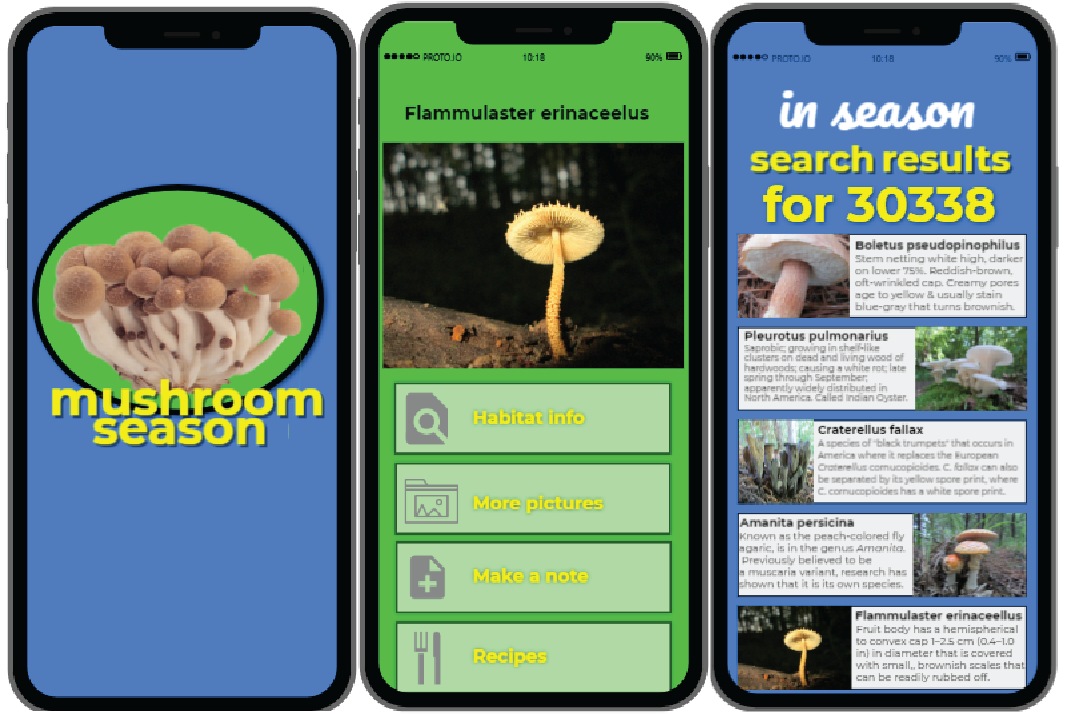 mushroom
season
PROTO.IO 10:18 90%
Flammulaster erinaceelus
Habitat info
More pictures
Make a note
Recipes
PROTO.IO 10:18 90%
in season
search results
for 30338
Boletus pseudopinophilus
Stem netting white high, darker
on lower 75%. Reddish-brown,
oft-wrinkled cap. Creamy pores
age to yellow & usually stain
blue-gray that turns brownish.
Pleurotus pulmonarius
Saprobic; growing in shelf-like
clusters on dead and living wood of
hardwoods; causing a white rot; late
spring through September;
apparently widely distributed in
North America. Called Indian Oyster.
Craterellus fallax
A species of "black trumpets" that occurs in
America where it replaces the European
Craterellus cornucopioides. C. fallax can also
be separated by its yellow spore print, where
C. cornucopioides has a white spore print.
Amanita persicina
Known as the peach-colored fly
agaric, is in the genus Amanita.
Previously believed to be
a muscaria variant, research has
shown that it is its own species.
Flammulaster erinaceellus
Fruit body has a hemispherical
to convex cap 1–2.5 cm (0.4–1.0
in) in diameter that is covered
with small,, brownish scales that
can be readily rubbed off.